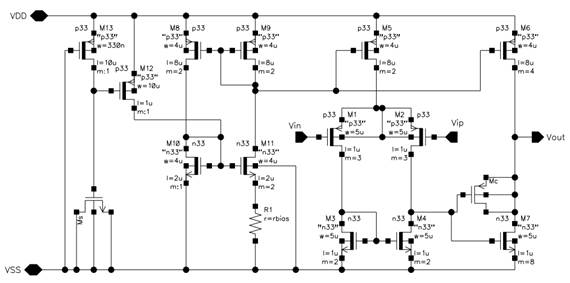 VDD
M13
p33
"p33"
w=330n
l=10u
m:1
p33
M12
"p33"
w=10u
l=1u
m:1
M8
p33
"p33"
w=4u
l=8u
m=2
M9
p33
"p33"
w=4u
l=8u
m=2
M5
p33
"p33"
w=4u
l=8u
m=2
M6
p33
"p33"
w=4u
l=8u
m=4
Vin
M1
p33
"p33"
w=5u
l=1u
m=3
M2
p33
"p33"
w=5u
l=1u
m=3
Vip
Vout
M10
n33
"n33"
w=4u
l=2u
m:1
M11
n33
"n33"
w=4u
l=2u
m=2
R1
r=rbios
Ms
Mc
M3
n33
"n33"
w=5u
l=1u
m=2
M4
n33
"n33"
w=5u
l=1u
m=2
M7
n33
"n33"
w=5u
l=1u
m=8
VSS